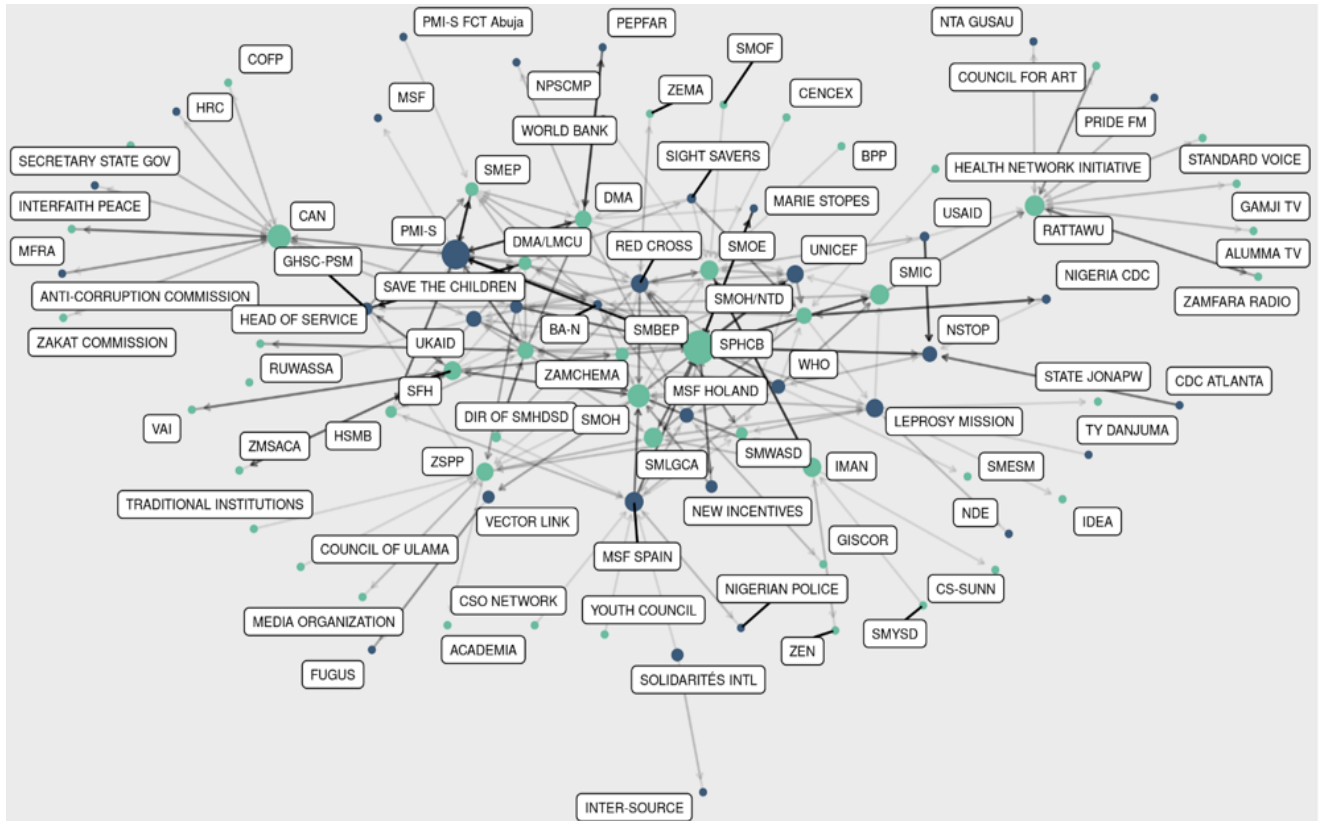 PMI-S FCT Abuja
PEPFAR
NTA GUSAU
SMOF
COFP
MSF
NPSCMP
ZEMA
CENCEX
COUNCIL FOR ART
HRC
WORLD BANK
PRIDE FM
SECRETARY STATE GOV
SMEP
SIGHT SAVERS
BPP
HEALTH NETWORK INITIATIVE
STANDARD VOICE
INTERFAITH PEACE
CAN
DMA
MARIE STOPES
USAID
GAMJI TV
MFRA
PMI-S
DMA/LMCU
RED CROSS
SMOE
UNICEF
RATTAWU
ALUMMA TV
GHSC-PSM
SMIC
NIGERIA CDC
ANTI-CORRUPTION COMMISSION
SAVE THE CHILDREN
SMOH/NTD
ZAMFARA RADIO
HEAD OF SERVICE
BA-N
SMBEP
NSTOP
ZAKAT COMMISSION
UKAID
SPHCB
RUWASSA
ZAMCHEMA
WHO
STATE JONAPW
CDC ATLANTA
SFH
MSF HOLAND
VAI
DIR OF SMHDSD
SMOH
LEPROSY MISSION
TY DANJUMA
ZMSACA
HSMB
SMWASD
ZSPP
SMLGCA
IMAN
SMESM
TRADITIONAL INSTITUTIONS
VECTOR LINK
NEW INCENTIVES
NDE
IDEA
GISCOR
COUNCIL OF ULAMA
MSF SPAIN
CS-SUNN
NIGERIAN POLICE
CSO NETWORK
YOUTH COUNCIL
MEDIA ORGANIZATION
SMYSD
ACADEMIA
ZEN
FUGUS
SOLIDARITÉS INTL
INTER-SOURCE